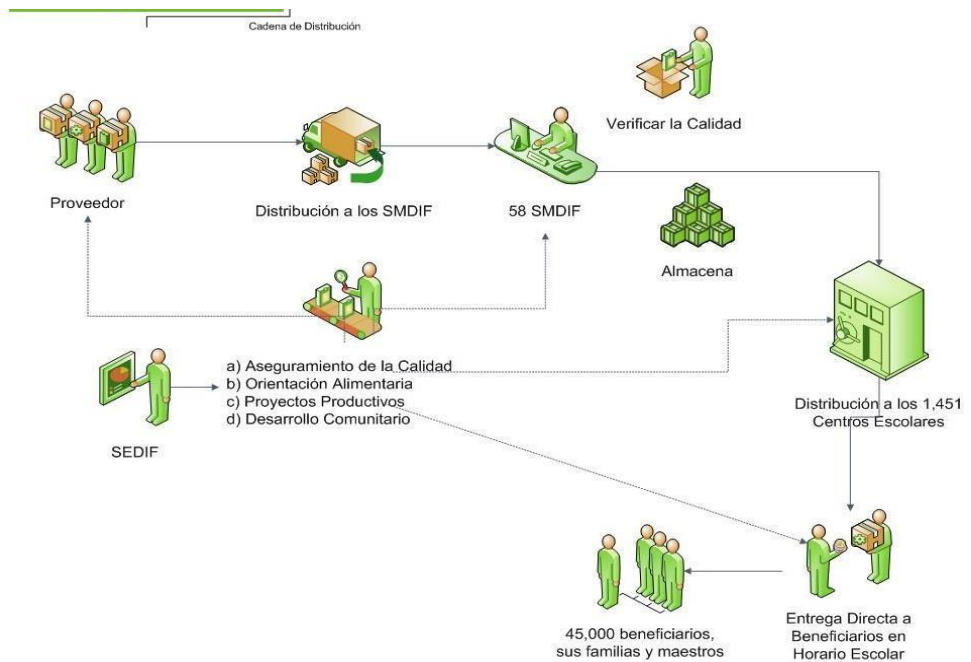 Cadena de Distribución
Verificar la Calidad
Proveedor
Distribución a los SMDIF
58 SMDIF
Almacena
a) Aseguramiento de la Calidad
b) Orientación Alimentaria
c) Proyectos Productivos
d) Desarrollo Comunitario
SEDIF
Distribución a los 1,451
Centros Escolares
45,000 beneficiarios,
sus familias y maestros
Entrega Directa a
Beneficiarios en
Horario Escolar